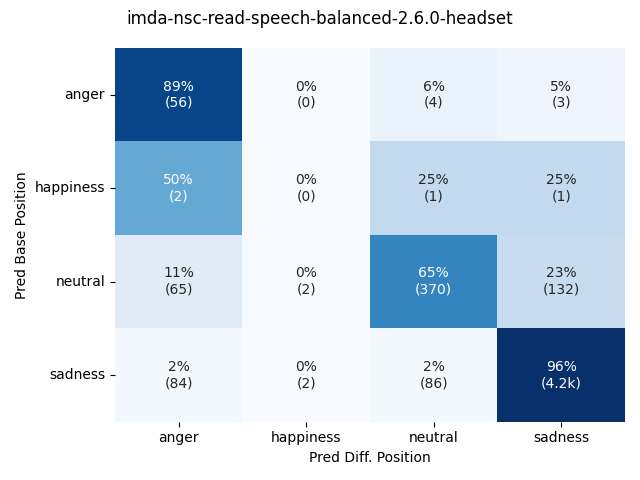 imda-nsc-read-speech-balanced-2.6.0-headset
Pred Base Position
anger
89% 0% 6% 5%
(56) (0) (4) (3)
happiness
50% 0% 25% 25%
(2) (0) (1) (1)
neutral
11% 0% 65% 23%
(65) (2) (370) (132)
sadness
2% 0% 2% 96%
(84) (2) (86) (4.2k)
anger happiness neutral sadness
Pred Diff. Position